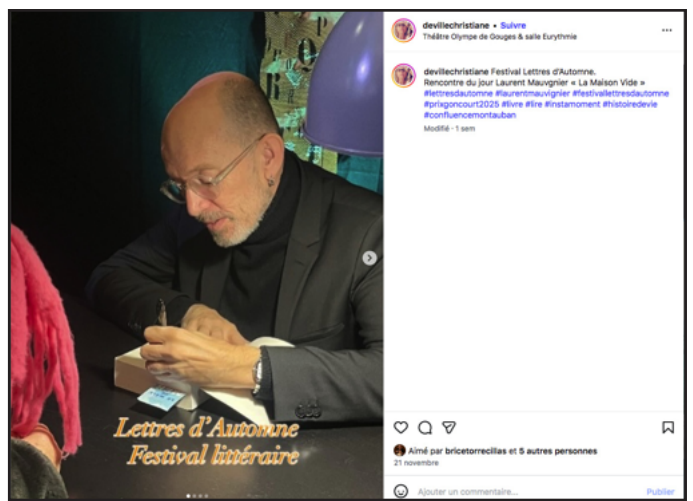 devillechristiane • Suivre
Théâtre Olympe de Gouges & salle Eurythmie
devillechristiane Festival Lettres d'Automne.
Rencontre du jour Laurent Mauvgnier « La Maison Vide »
#lettresdautomne #laurentmauvignier #festivallettresdautomne
#prixgoncourt2025 #livre #lire #instamoment #histoiredevie
#confluencemontauban
Modifié · 1 sem
Lettres d'Automne
Festival littéraire
Aimé par bricetorrecillas et 5 autres personnes
21 novembre
Ajouter un commentaire...
Publier